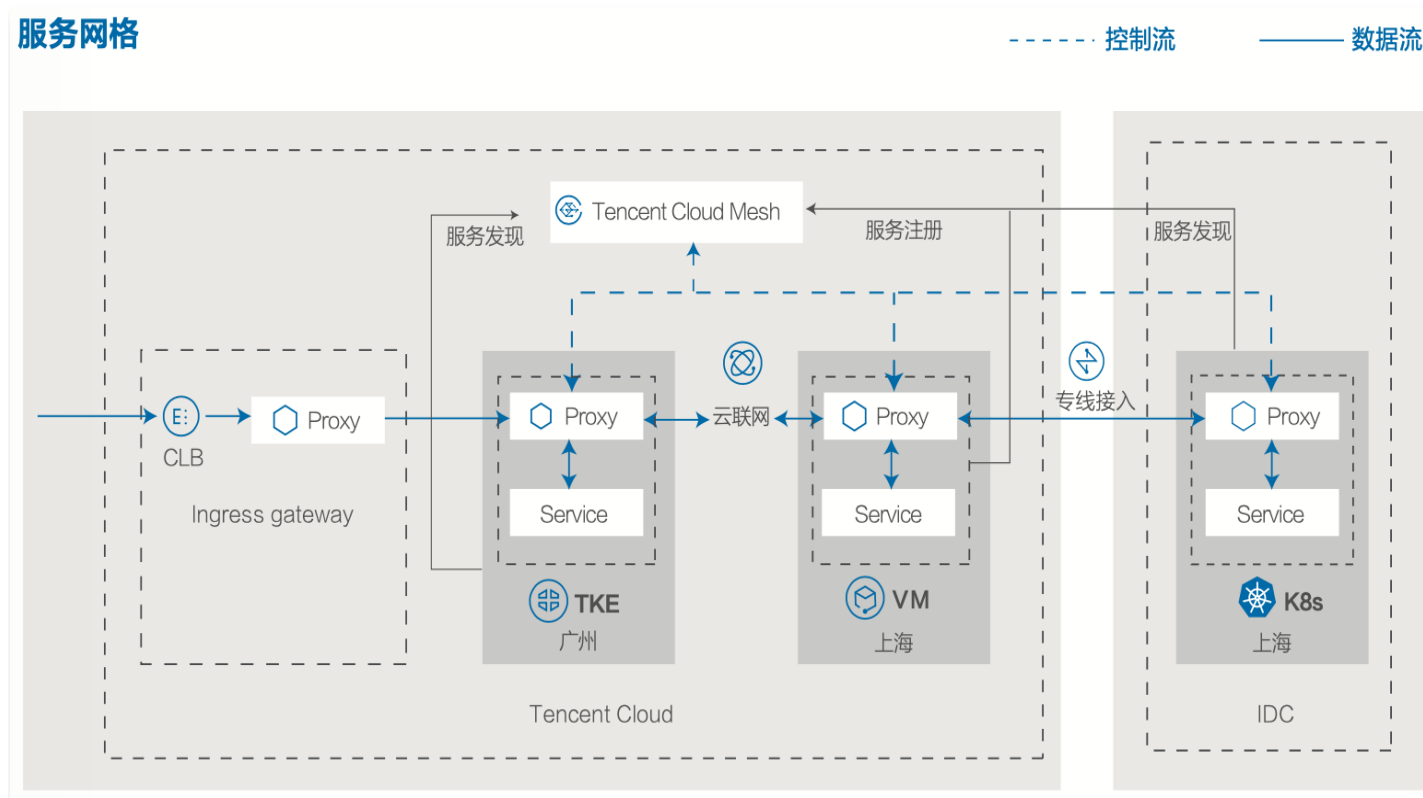 服务网格
控制流
数据流
Tencent Cloud Mesh
服务发现
服务注册
服务发现
E:
CLB
Proxy
Ingress gateway
Proxy
云联网
Proxy
专线接入
Proxy
Service
Service
Service
TKE
广州
VM
上海
K8s
上海
Tencent Cloud
IDC